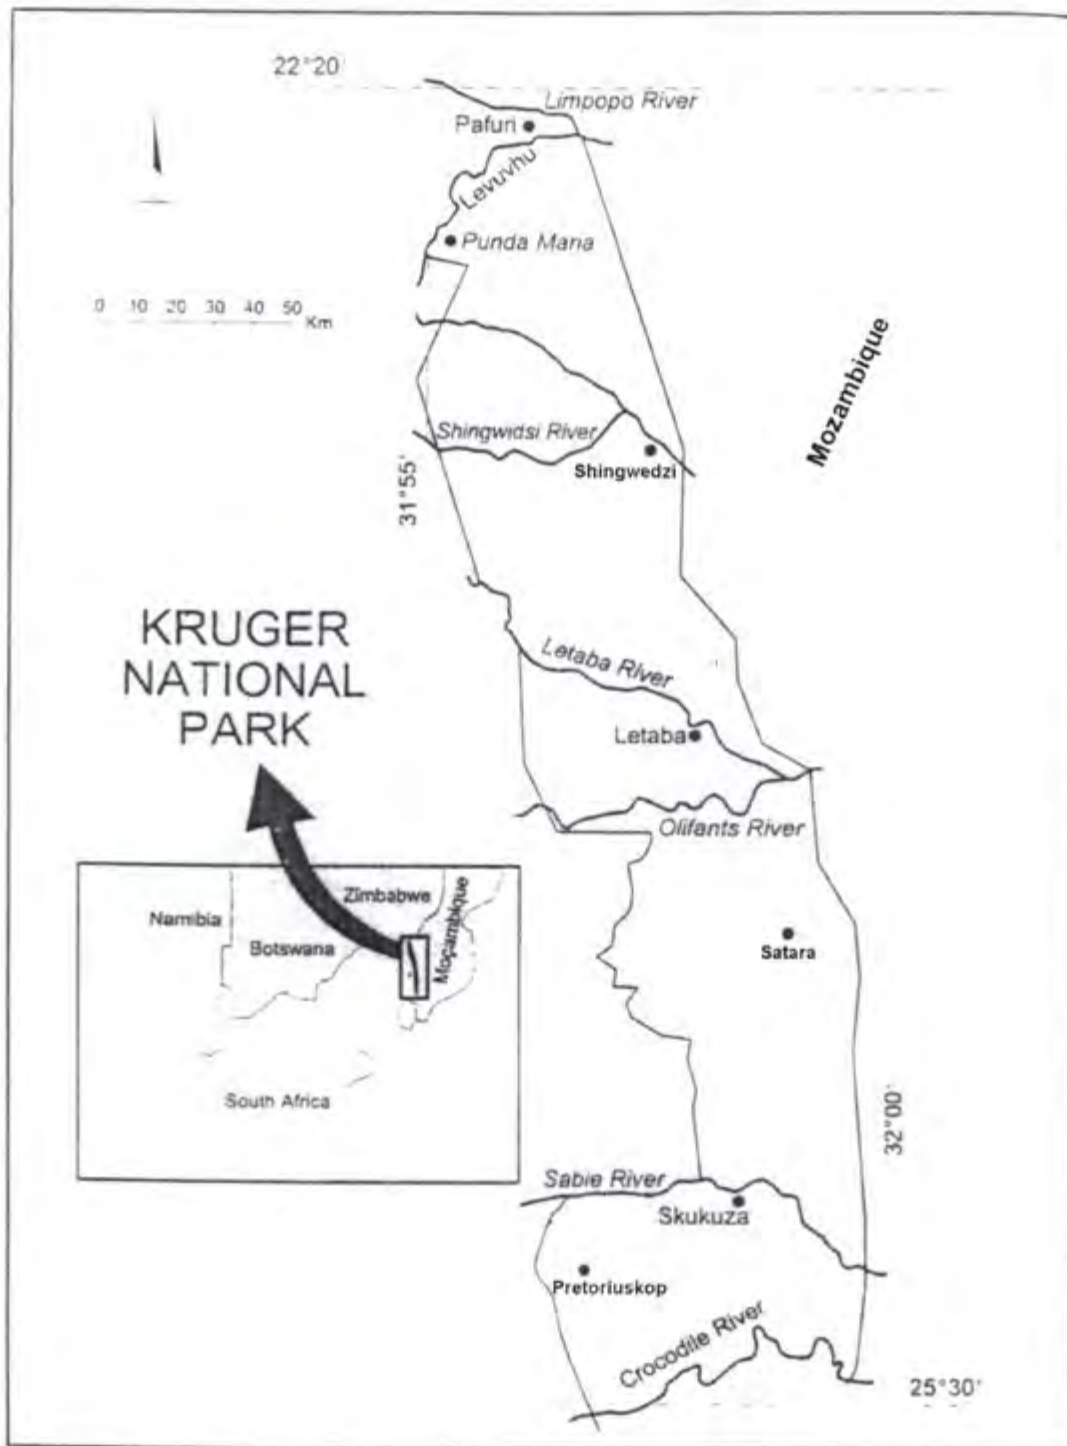 22°20'
Limpopo River
Pafuri
Levuvhu
Punda Maria
0 10 20 30 40 50 Km
Mozambique
Shingwidsi River
Shingwedzi
31°55'
KRUGER
NATIONAL
PARK
Letaba River
Letaba
Olifants River
Zimbabwe
Namibia
Botswana
Moçambique
South Africa
Satara
32°00'
Sabie River
Skukuza
Pretoriuskop
Crocodile River
25°30'